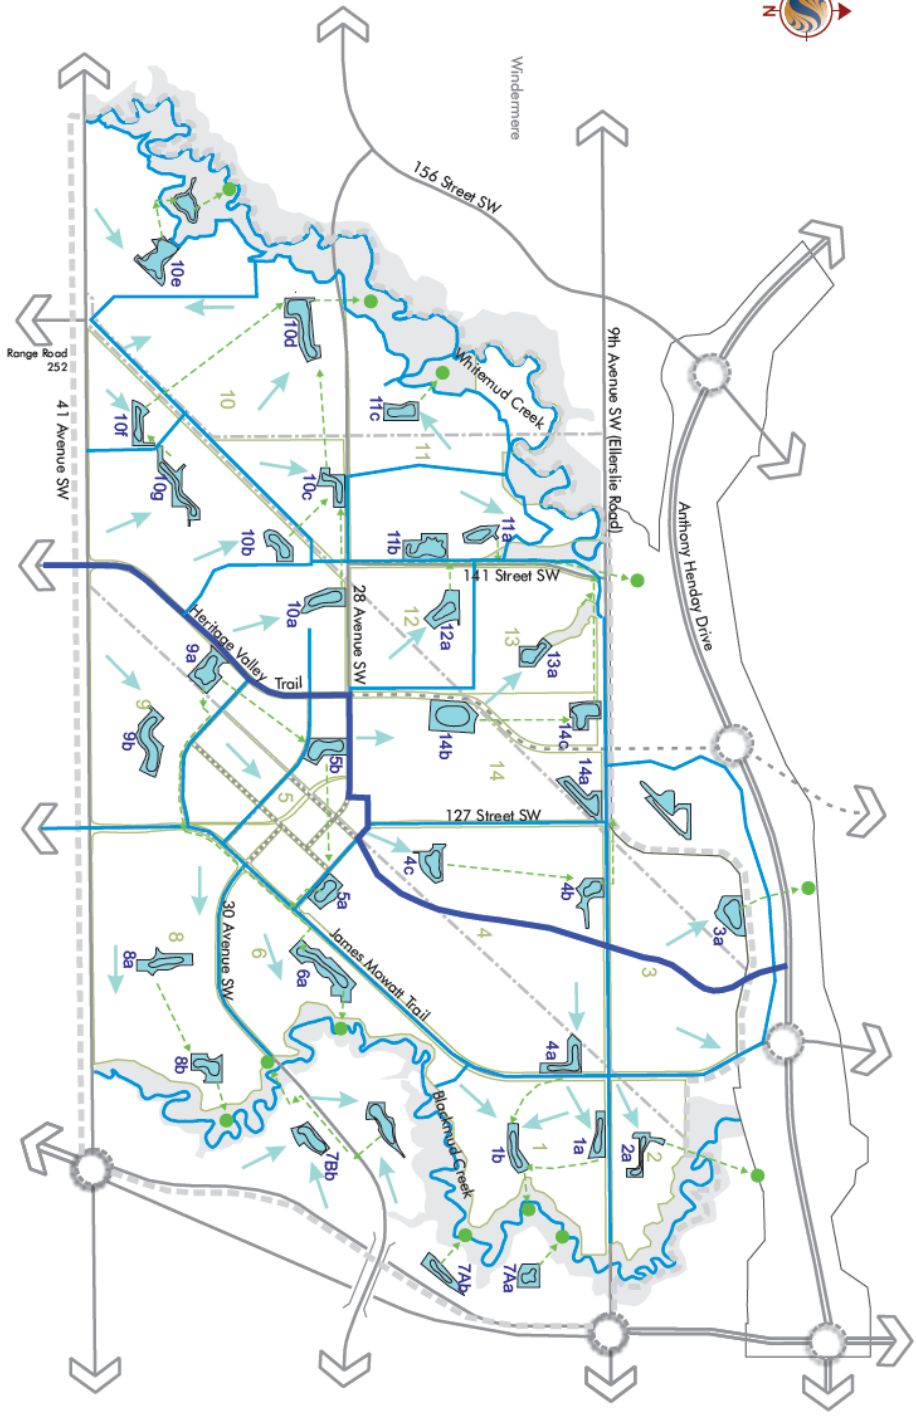 N
Windermere
156 Street SW
9th Avenue SW (Ellerslie Road)
10e
10d
Whitemud Creek
Range Road
252
10
11c
10f
41 Avenue SW
11
10g
10c
Anthony Henday Drive
10b
11b
11a
141 Street SW
28 Avenue SW
10a
12
12a
13
13a
Heritage Valley
Trail
9a
9
9b
14b
14c
5b
14
14a
5
127 Street SW
4c
4b
5a
3a
30 Avenue SW
8
8a
6
6a
James Mowatt Trail
4
3
4a
8b
Blackmud Creek
7Bb
1b
1
1a
2a
2
7Ab
7Aa